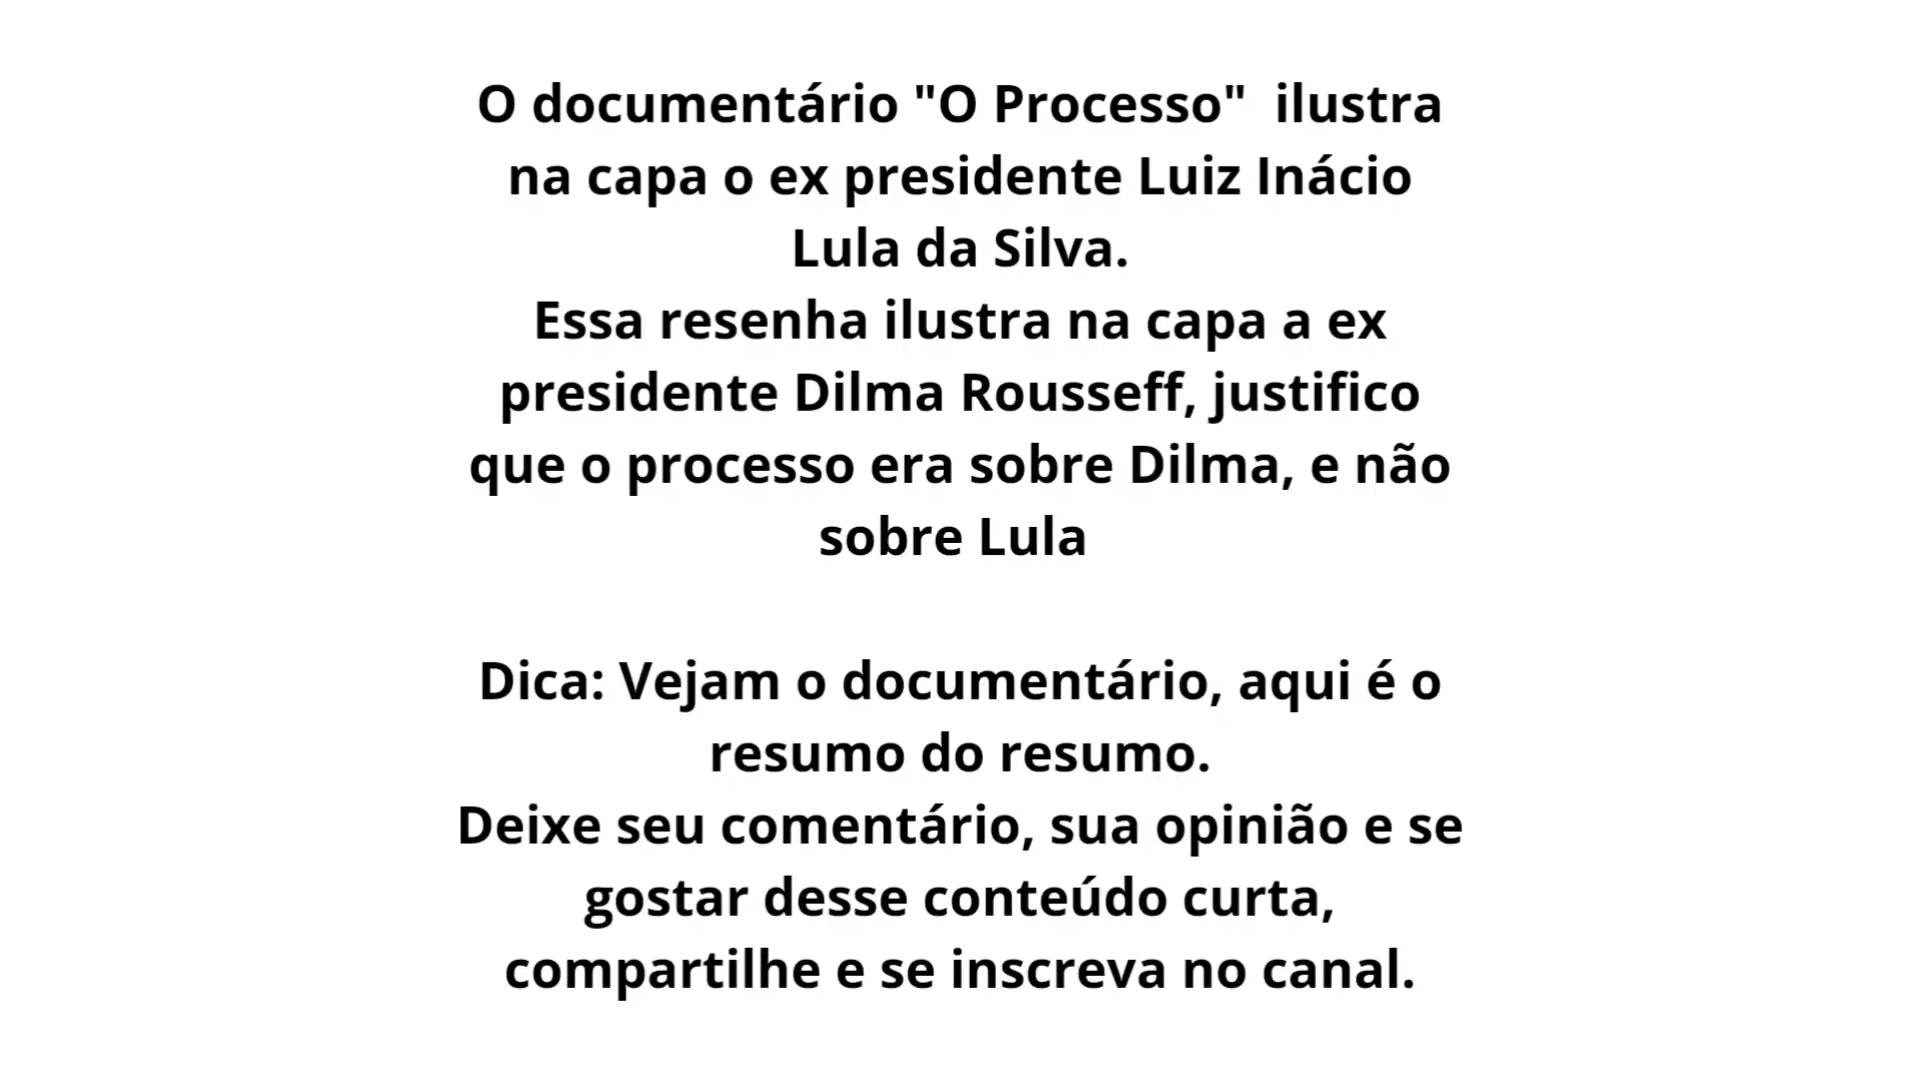 O documentário "O Processo"  ilustra
na capa o ex presidente Luiz Inácio
Lula da Silva.
Essa resenha ilustra na capa a ex
presidente Dilma Rousseff, justifico
que o processo era sobre Dilma, e não
sobre Lula
Dica: Vejam o documentário, aqui é o
resumo do resumo.
Deixe seu comentário, sua opinião e se
gostar desse conteúdo curta,
compartilhe e se inscreva no canal.